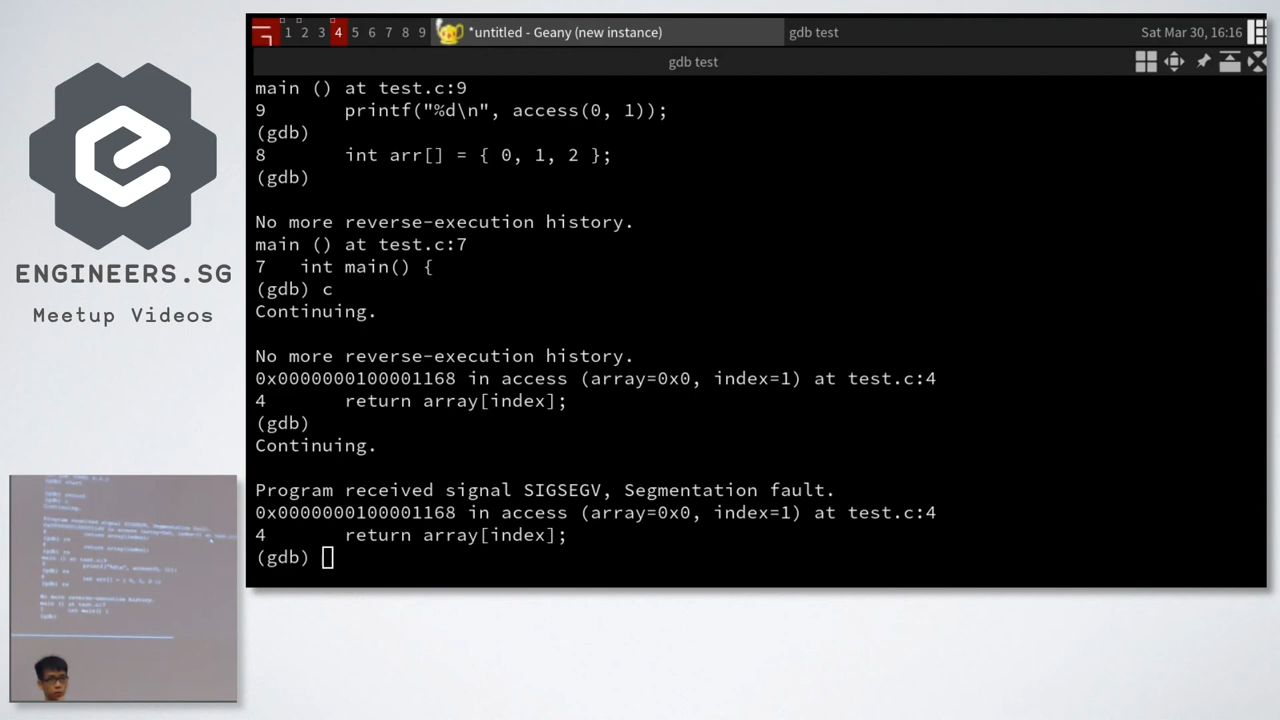 1 2 3 4 5 6 7 8 9 *untitled - Geany (new instance) gdb test Sat Mar 30, 16:16
gdb test
main () at test.c:9
9 printf("%d\n", access(0, 1));
(gdb)
8 int arr[] = { 0, 1, 2 };
(gdb)
No more reverse-execution history.
main () at test.c:7
7 int main() {
(gdb) c
Continuing.
No more reverse-execution history.
0x0000000100001168 in access (array=0x0, index=1) at test.c:4
4 return array[index];
(gdb)
Continuing.
Program received signal SIGSEGV, Segmentation fault.
0x0000000100001168 in access (array=0x0, index=1) at test.c:4
4 return array[index];
(gdb)
ENGINEERS.SG
Meetup Videos